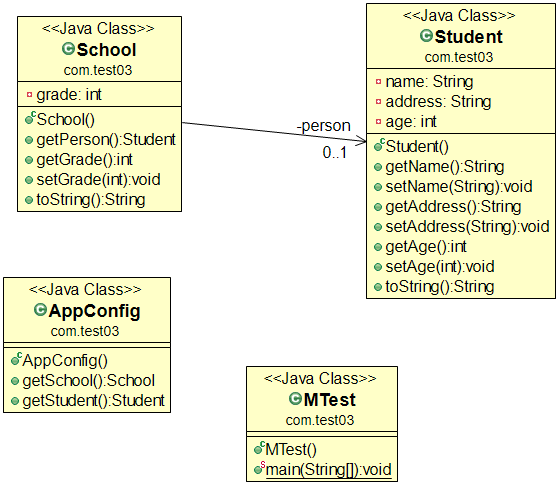 <<Java Class>>
School
com.test03
grade: int
School()
getPerson():Student
getGrade():int
setGrade(int):void
toString():String
-person
0..1
<<Java Class>>
Student
com.test03
name: String
address: String
age: int
Student()
getName():String
setName(String):void
getAddress():String
setAddress(String):void
getAge():int
setAge(int):void
toString():String
<<Java Class>>
AppConfig
com.test03
AppConfig()
getSchool():School
getStudent():Student
<<Java Class>>
MTest
com.test03
MTest()
main(String[]):void